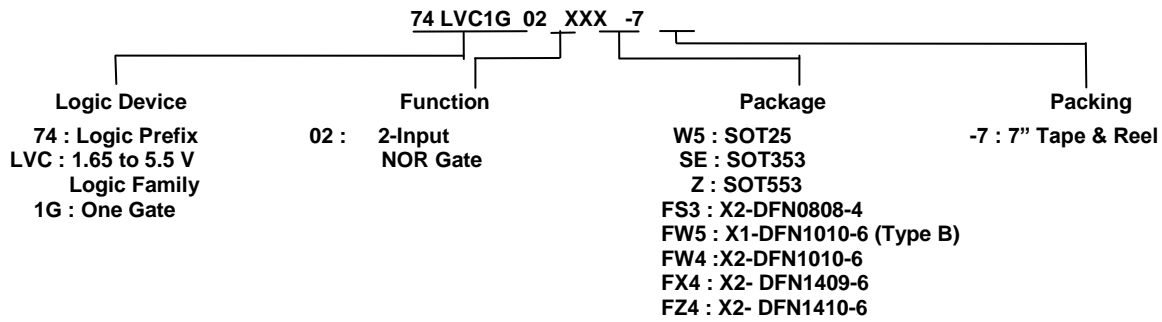 74 LVC1G 02 XXX -7
Logic Device
74 : Logic Prefix
LVC : 1.65 to 5.5 V
Logic Family
1G : One Gate
Function
02 : 2-Input
NOR Gate
Package
W5 : SOT25
SE : SOT353
Z : SOT553
FS3 : X2-DFN0808-4
FW5 : X1-DFN1010-6 (Type B)
FW4 :X2-DFN1010-6
FX4 : X2- DFN1409-6
FZ4 : X2- DFN1410-6
Packing
-7 : 7” Tape & Reel